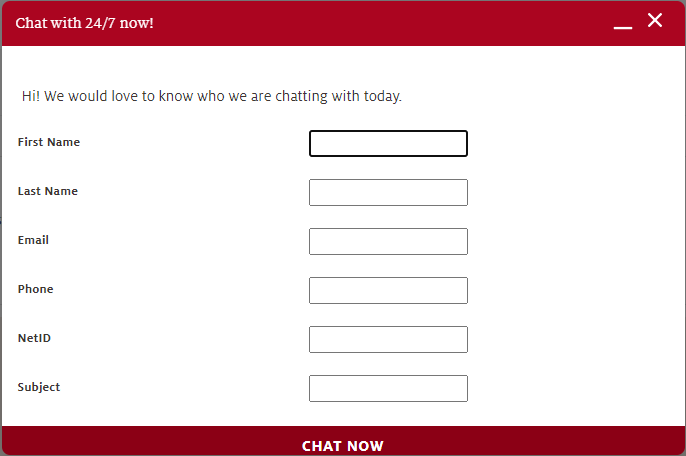 Chat with 24/7 now!
Hi! We would love to know who we are chatting with today.
First Name
Last Name
Email
Phone
NetID
Subject
CHAT NOW